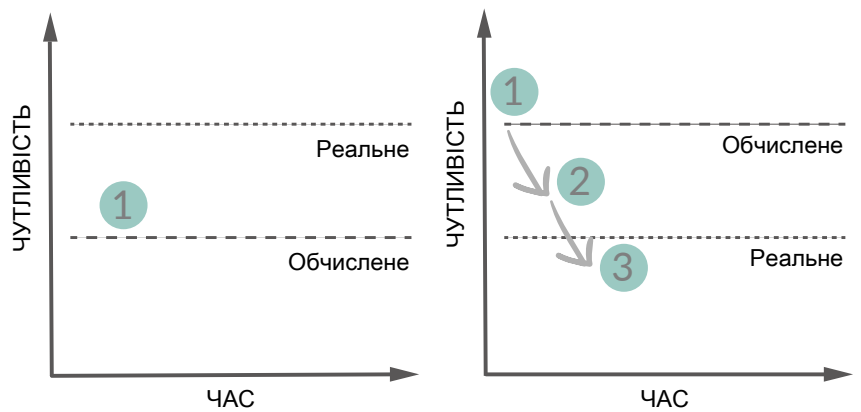 ЧУТЛИВІСТЬ
Реальне
1
Обчислене
ЧАС
ЧУТЛИВІСТЬ
1
Обчислене
2
Реальне
3
ЧАС